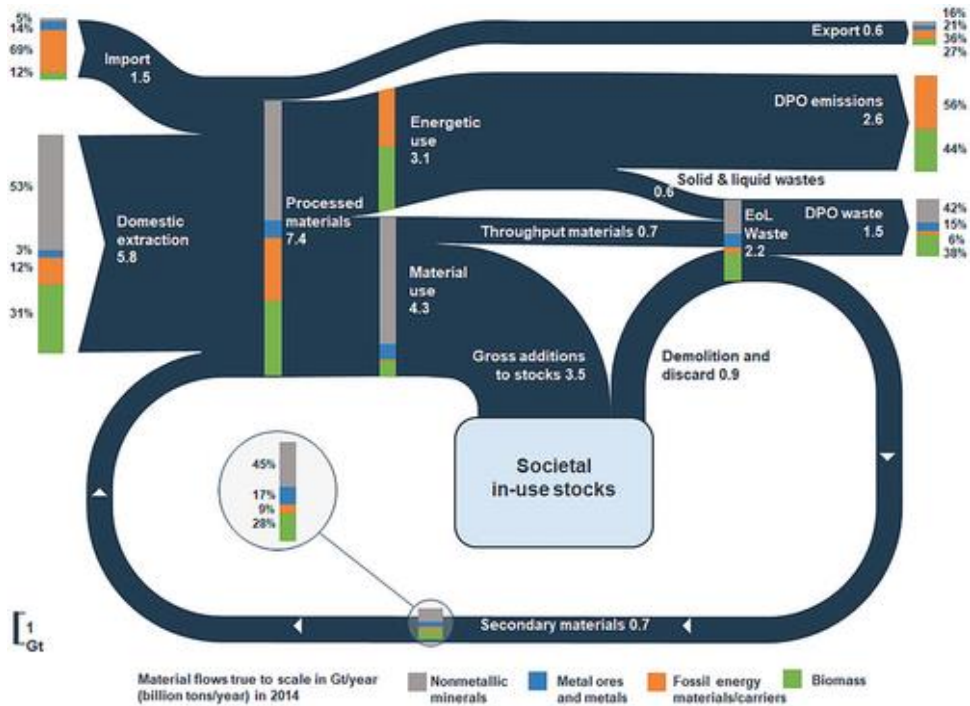 5%
14%
69%
12%
Import
1.5
Export 0.6
16%
21%
36%
27%
53%
3%
12%
31%
Domestic
extraction
5.8
Processed
materials
7.4
Energetic
use
3.1
Material
use
4.3
DPO emissions
2.6
56%
44%
Solid & liquid wastes
0.6
Throughput materials 0.7
EoL
Waste
2.2
DPO waste
1.5
42%
15%
6%
38%
Gross additions
to stocks 3.5
Demolition and
discard 0.9
Societal
in-use stocks
45%
17%
9%
28%
Secondary materials 0.7
1
Gt
Material flows true to scale in Gt/year
(billion tons/year) in 2014
Nonmetallic
minerals
Metal ores
and metals
Fossil energy
materials/carriers
Biomass